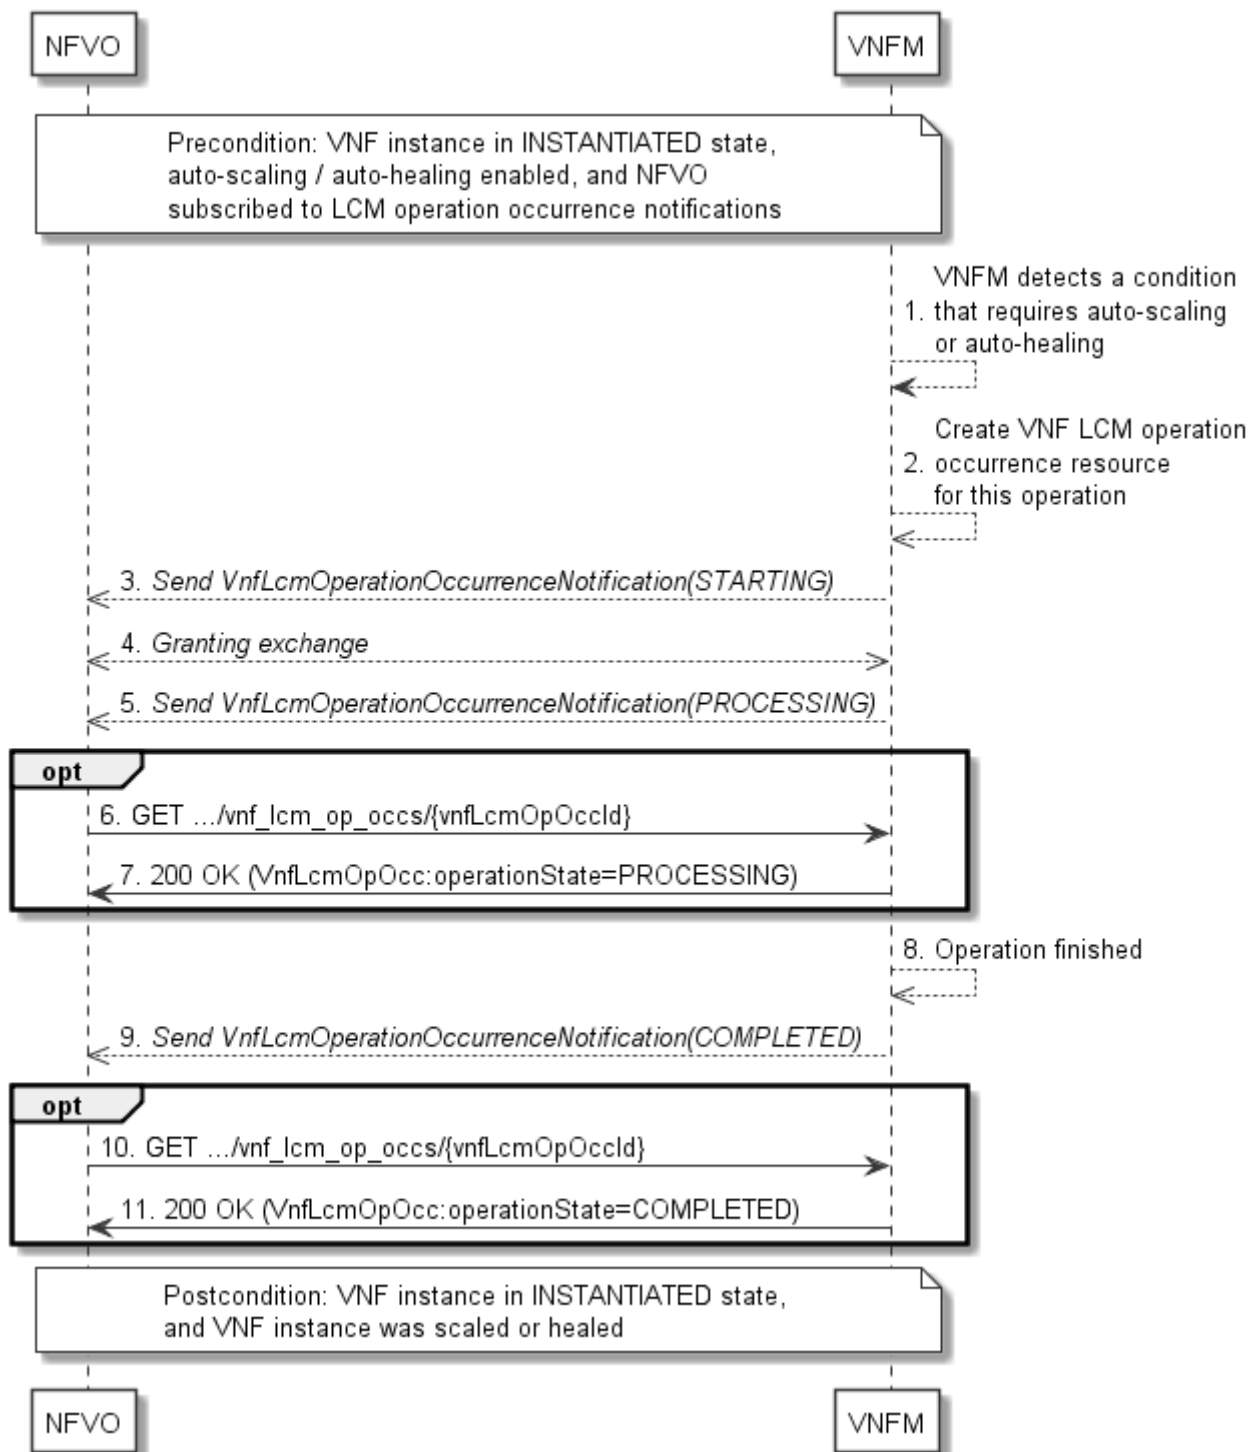 NFVO
VNFM
Precondition: VNF instance in INSTANTIATED state,
auto-scaling / auto-healing enabled, and NFVO
subscribed to LCM operation occurrence notifications
VNFM detects a condition
1. that requires auto-scaling
or auto-healing
Create VNF LCM operation
2. occurrence resource
for this operation
3. Send VnfLcmOperationOccurrenceNotification(STARTING)
4. Granting exchange
5. Send VnfLcmOperationOccurrenceNotification(PROCESSING)
opt
6. GET .../vnf_lcm_op_occs/{vnfLcmOpOccId}
7. 200 OK (VnfLcmOpOcc:operationState=PROCESSING)
8. Operation finished
9. Send VnfLcmOperationOccurrenceNotification(COMPLETED)
opt
10. GET .../vnf_lcm_op_occs/{vnfLcmOpOccId}
11. 200 OK (VnfLcmOpOcc:operationState=COMPLETED)
Postcondition: VNF instance in INSTANTIATED state,
and VNF instance was scaled or healed
NFVO
VNFM